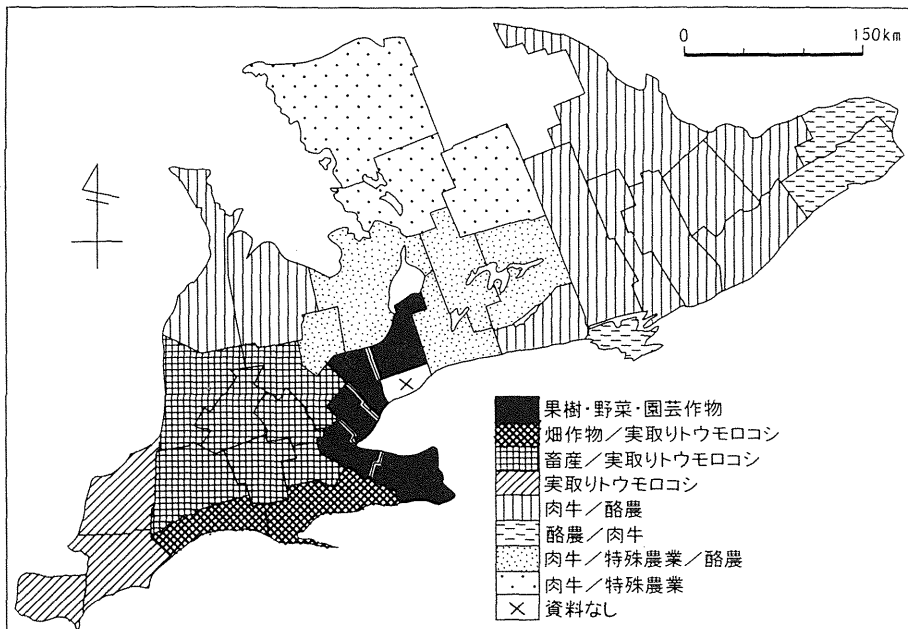 0 150km
果樹・野菜・園芸作物
畑作物/実取りトウモロコシ
畜産/実取りトウモロコシ
実取りトウモロコシ
肉牛/酪農
酪農/肉牛
肉牛/特殊農業/酪農
肉牛/特殊農業
資料なし